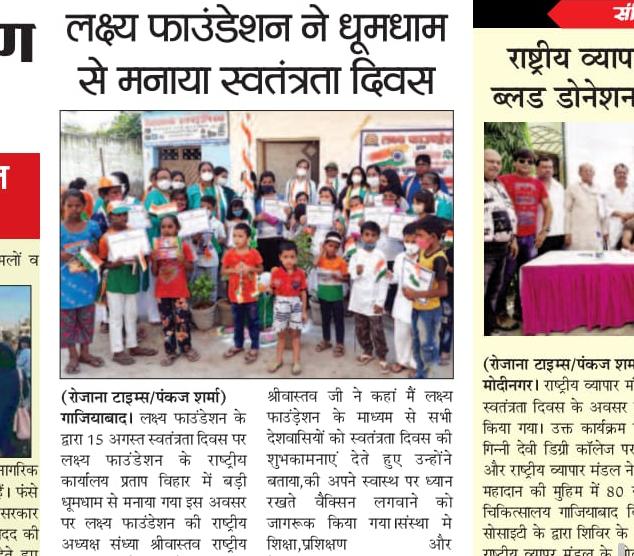 ण
लक्ष्य फाउंडेशन ने धूमधाम
से मनाया स्वतंत्रता दिवस
(रोजाना टाइम्स/पंकज शर्मा)
गाजियाबाद। लक्ष्य फाउंडेशन के
द्वारा 15 अगस्त स्वतंत्रता दिवस पर
लक्ष्य फाउंडेशन के राष्ट्रीय
कार्यालय प्रताप विहार में बड़ी
धूमधाम से मनाया गया इस अवसर
पर लक्ष्य फाउंडेशन की राष्ट्रीय
अध्यक्ष संध्या श्रीवास्तव राष्ट्रीय
श्रीवास्तव जी ने कहां मैं लक्ष्य
फाउंड़ेशन के माध्यम से सभी
देशवासियों को स्वतंत्रता दिवस की
शुभकामनाएं देते हुए उन्होंने
बताया,की अपने स्वास्थ पर ध्यान
रखते वैक्सिन लगवाने को
जागरूक किया गया।संस्था मे
शिक्षा,प्रशिक्षण और
मलों व
नागरिक
हैं। फंसे
सरकार
मदद की
राष्ट्रीय व्याप
ब्लड डोनेशन
(रोजाना टाइम्स/पंकज शर्म
मोदीनगर। राष्ट्रीय व्यापार मं
स्वतंत्रता दिवस के अवसर
किया गया। उक्त कार्यक्रम
गिन्नी देवी डिग्री कॉलेज पर
और राष्ट्रीय व्यापार मंडल ने
महादान की मुहिम में 80
चिकित्सालय गाजियाबाद
सोसाइटी के द्वारा शिविर के
राष्ट्रीय व्यापार मंडल के